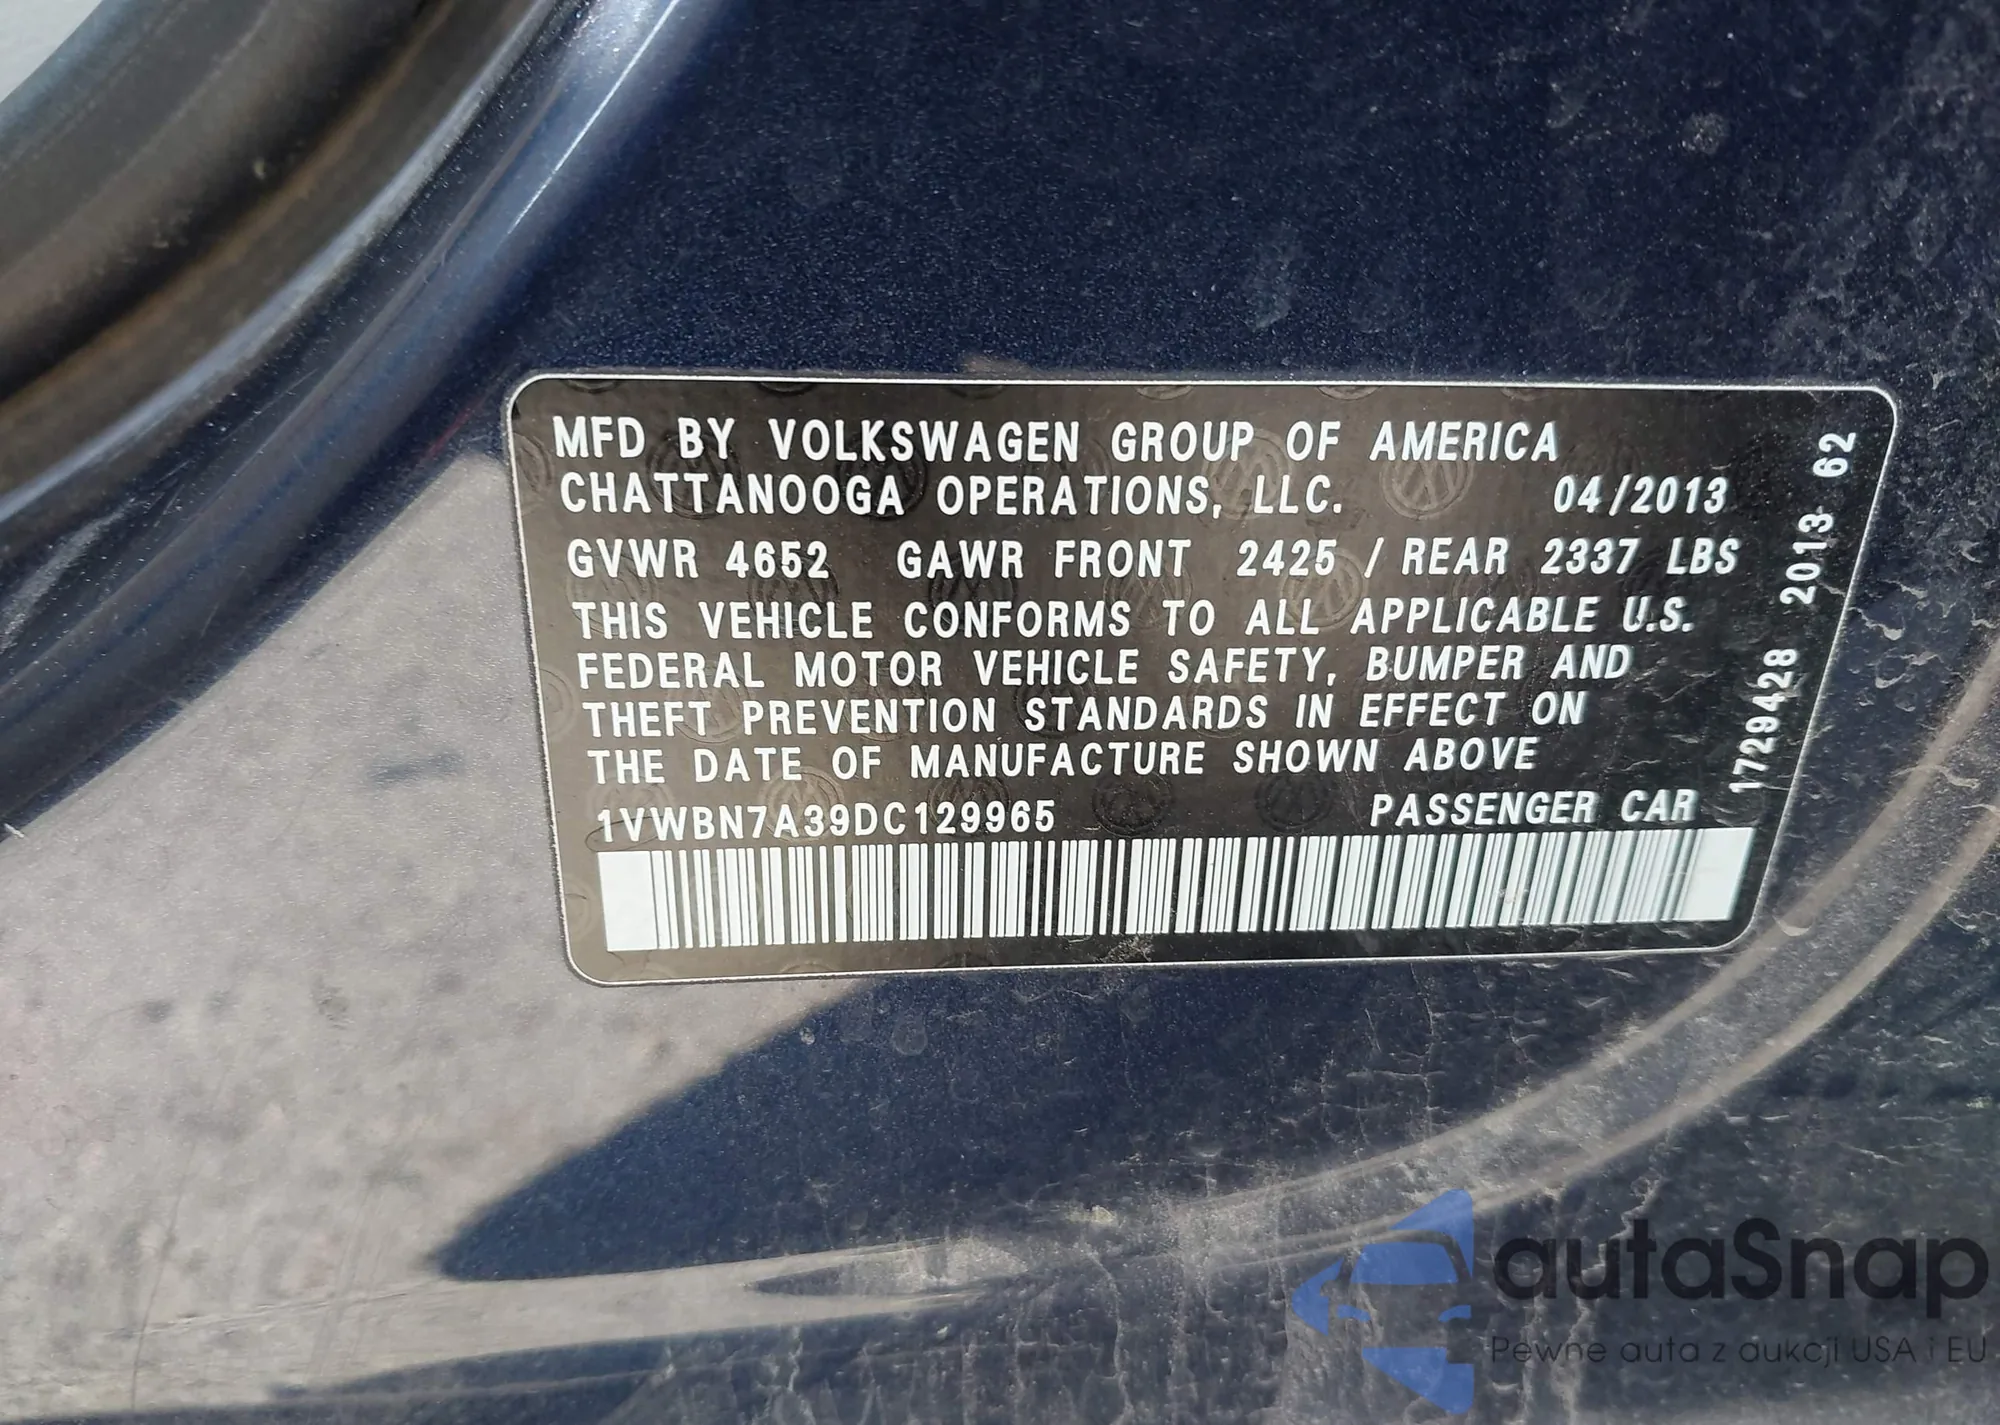 MFD BY VOLKSWAGEN GROUP OF AMERICA
CHATTANOOGA OPERATIONS, LLC. 04/2013
GVWR 4652 GAWR FRONT 2425 / REAR 2337 LBS
THIS VEHICLE CONFORMS TO ALL APPLICABLE U.S.
FEDERAL MOTOR VEHICLE SAFETY, BUMPER AND
THEFT PREVENTION STANDARDS IN EFFECT ON
THE DATE OF MANUFACTURE SHOWN ABOVE
1VWBN7A39DC129965 PASSENGER CAR
1729428 2013 62
autaSnap
Pewne auta z aukcji USA i EU